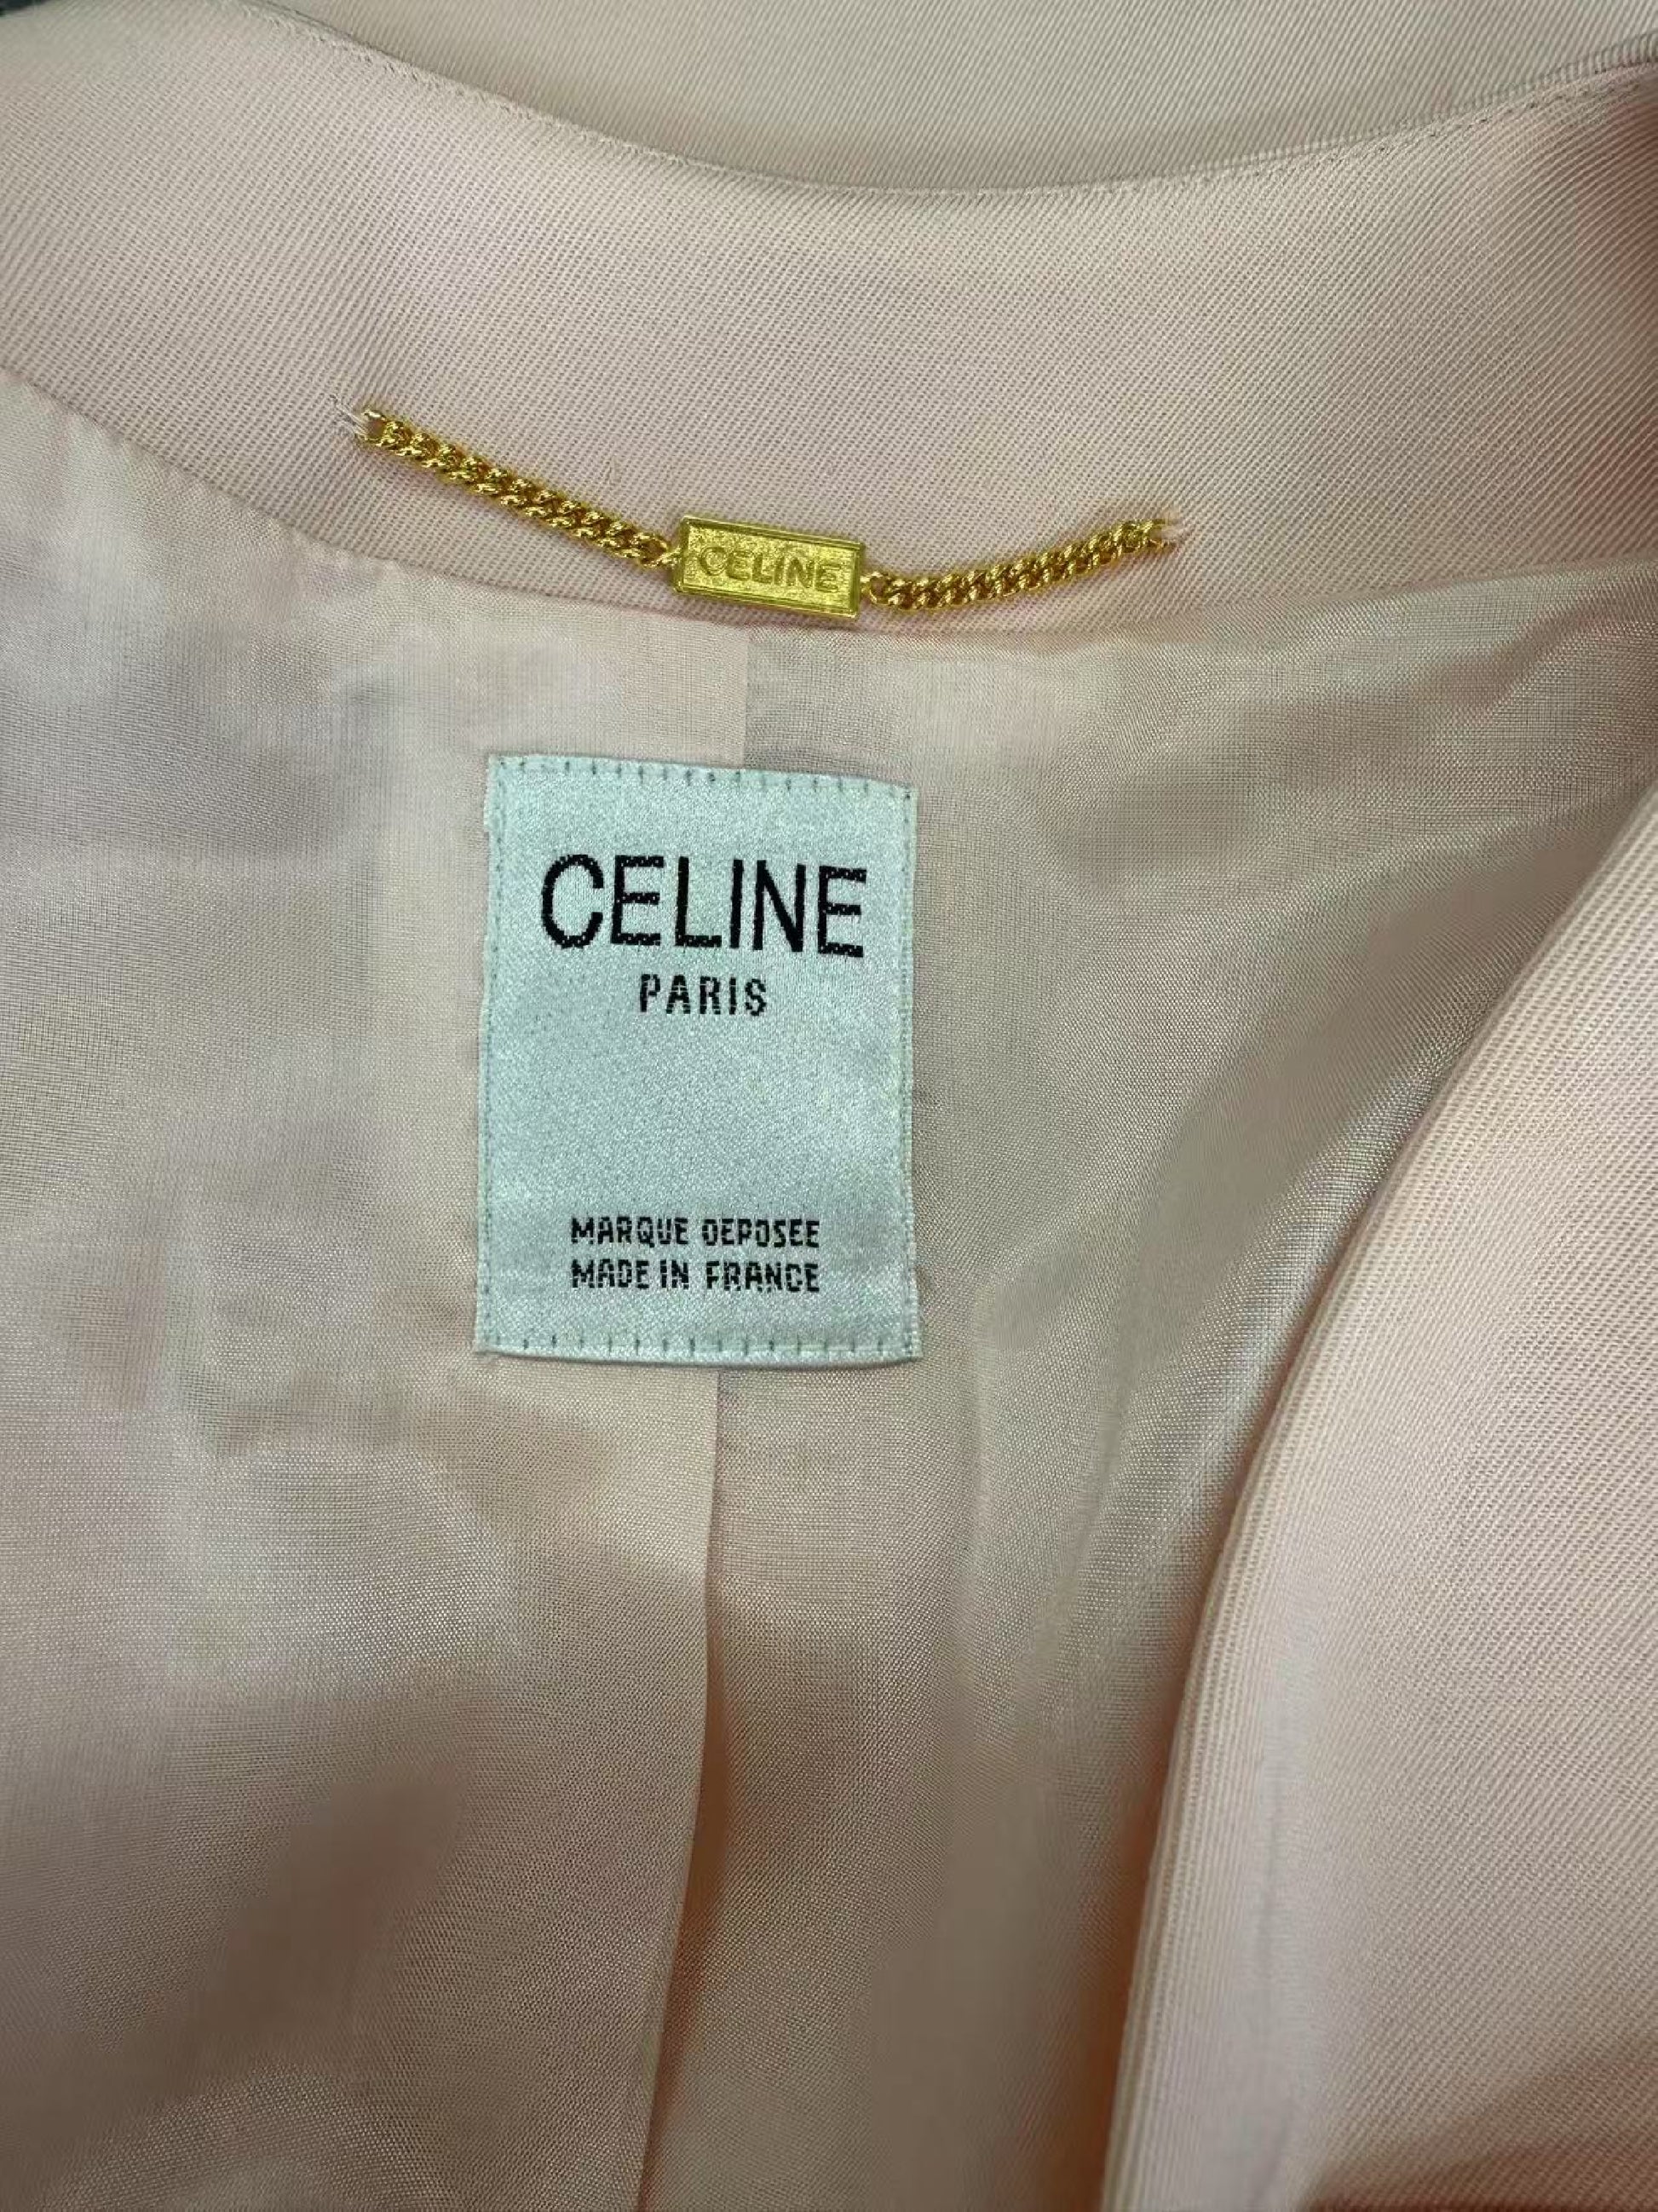 CELINE
CELINE
PARIS
MARQUE DEPOSEE
MADE IN FRANCE